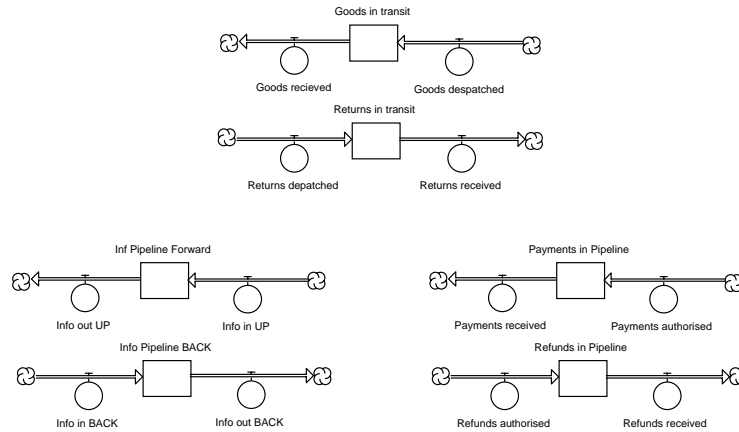 Goods in transit
Goods recieved
Goods despatched
Returns in transit
Returns depatched
Returns received
Inf Pipeline Forward
Info out UP
Info in UP
Payments in Pipeline
Payments received
Payments authorised
Info Pipeline BACK
Info in BACK
Info out BACK
Refunds in Pipeline
Refunds authorised
Refunds received